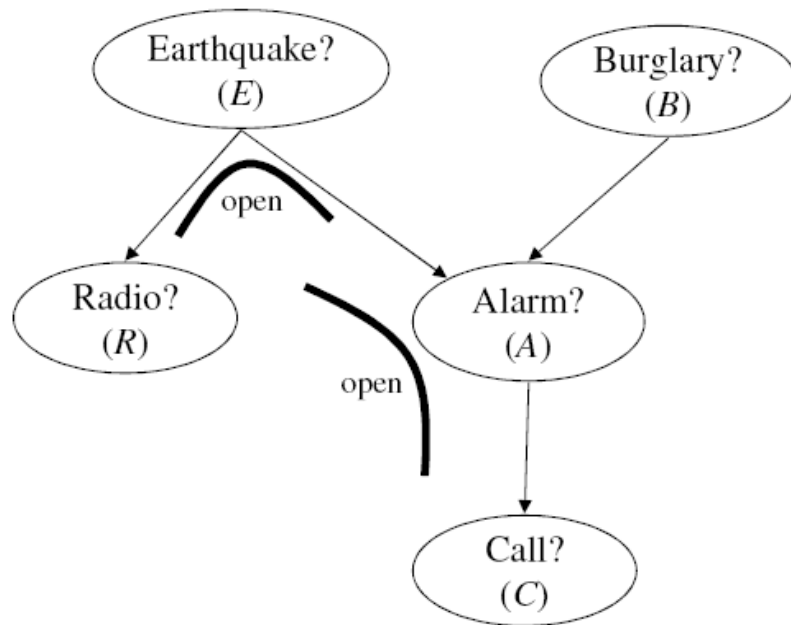 Earthquake?
(E)
Burglary?
(B)
open
Radio?
(R)
Alarm?
(A)
open
Call?
(C)